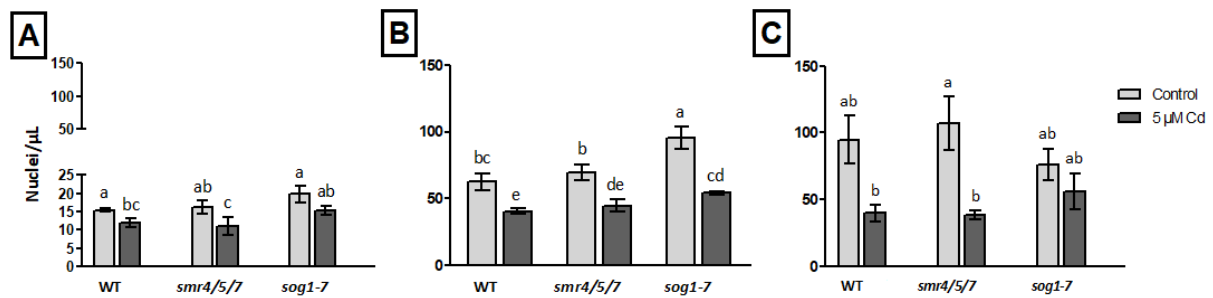 A
B
C
Nuclei/µL
150
100
50
25
20
15
10
5
0
a
bc
ab
c
a
ab
WT
smr4/5/7
sog1-7
150
100
50
0
bc
e
b
de
a
cd
WT
smr4/5/7
sog1-7
150
100
50
0
ab
b
a
b
ab
ab
WT
smr4/5/7
sog1-7
Control
5 µM Cd